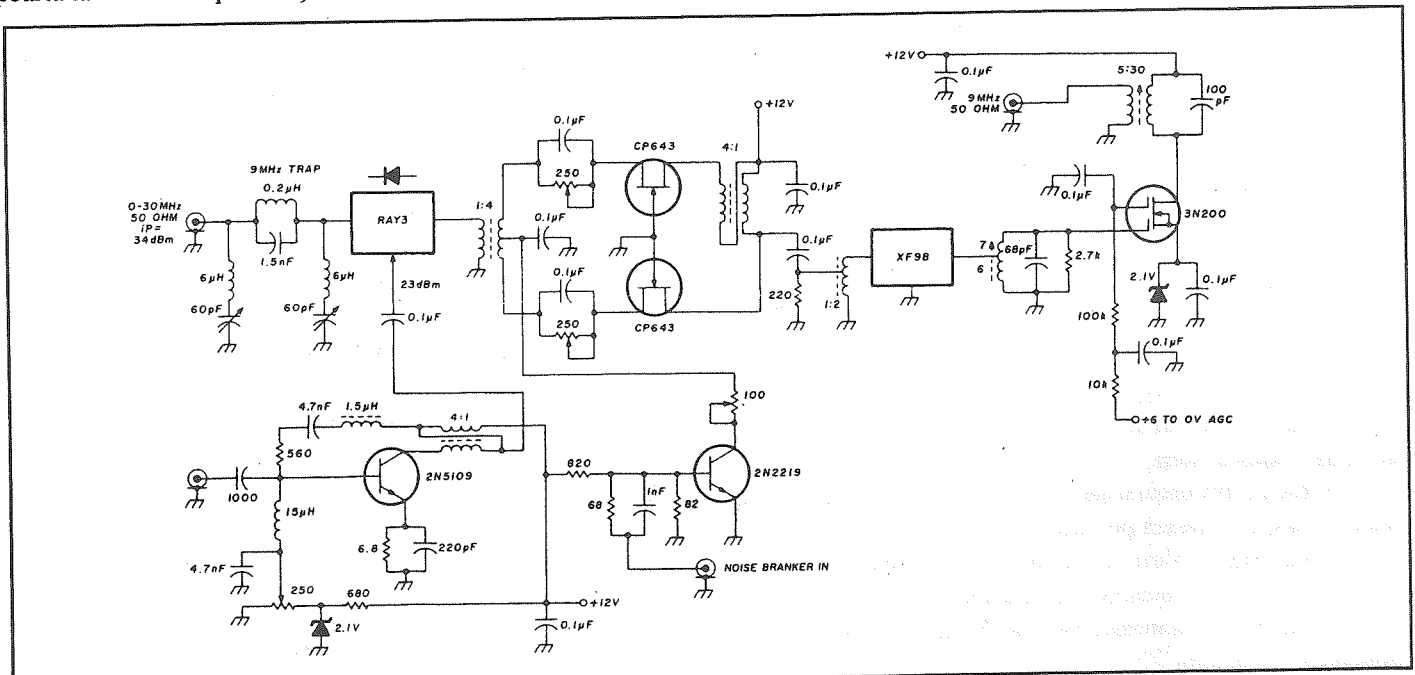 +12V
0.1µF
5:30
9MHz
50 OHM
100
pF
+12V
0.1µF
CP643
4:1
250
9MHz TRAP
0.2µH
0.1µF
0-30MHz
50 OHM
iP=
34dBm
RAY3
1:4
0.1µF
0.1µF
3N200
1.5nF
0.1µF
7
68pF
2.7k
XF9B
6
6µH
6µH
0.1µF
2.1V
0.1µF
23dBm
220
1:2
60pF
60pF
250
CP643
100k
0.1µF
0.1µF
10k
100
4.7nF
1.5µH
4:1
+6 TO 0V AGC
560
820
2N5109
2N2219
1000
68
1nF
82
15µH
6.8
220pF
4.7nF
NOISE BRANKER IN
250
680
+12V
2.1V
0.1µF